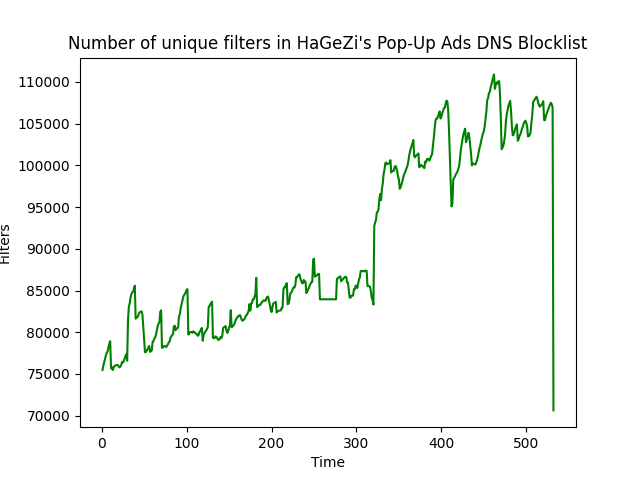 Number of unique filters in HaGeZi's Pop-Up Ads DNS Blocklist
110000
105000
100000
95000
90000
85000
80000
75000
70000
Filters
0 100 200 300 400 500
Time